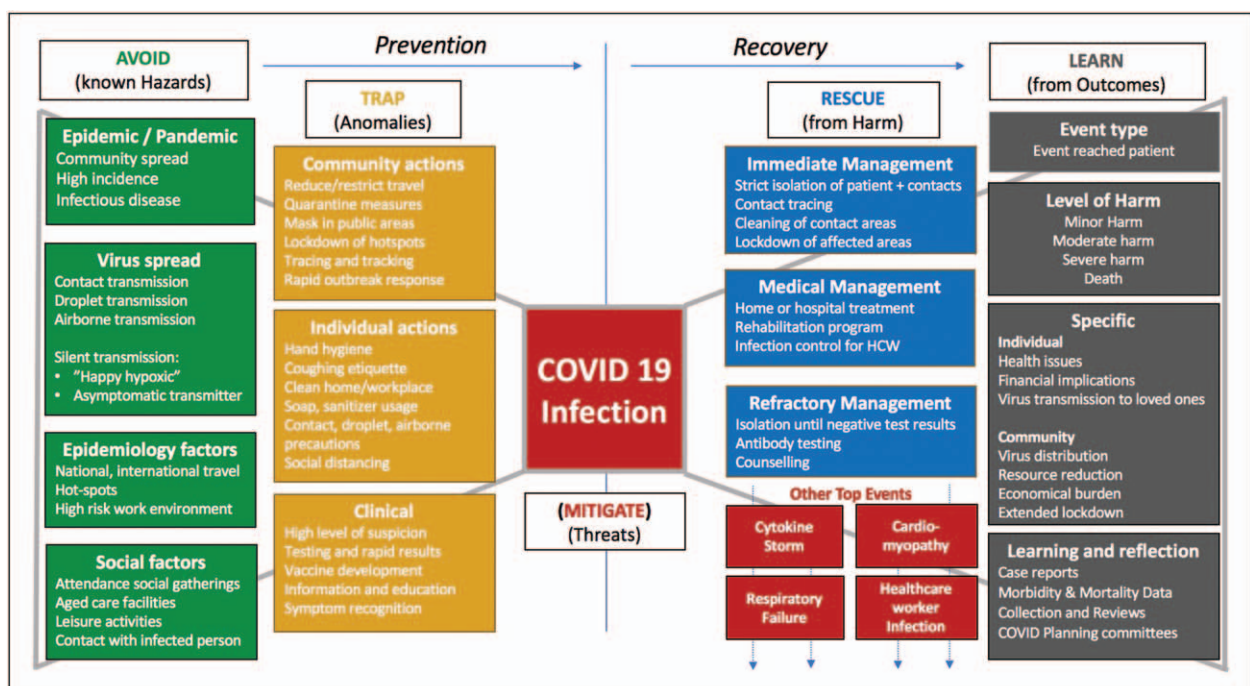 Prevention
Recovery
AVOID
(known Hazards)
Epidemic / Pandemic
Community spread
High incidence
Infectious disease
Virus spread
Contact transmission
Droplet transmission
Airborne transmission
Silent transmission:
• "Happy hypoxic"
• Asymptomatic transmitter
Epidemiology factors
National, international travel
Hot-spots
High risk work environment
Social factors
Attendance social gatherings
Aged care facilities
Leisure activities
Contact with infected person
TRAP
(Anomalies)
Community actions
Reduce/restrict travel
Quarantine measures
Mask in public areas
Lockdown of hotspots
Tracing and tracking
Rapid outbreak response
Individual actions
Hand hygiene
Coughing etiquette
Clean home/workplace
Soap, sanitizer usage
Contact, droplet, airborne
precautions
Social distancing
Clinical
High level of suspicion
Testing and rapid results
Vaccine development
Information and education
Symptom recognition
COVID 19
Infection
(MITIGATE)
(Threats)
RESCUE
(from Harm)
Immediate Management
Strict isolation of patient + contacts
Contact tracing
Cleaning of contact areas
Lockdown of affected areas
Medical Management
Home or hospital treatment
Rehabilitation program
Infection control for HCW
Refractory Management
Isolation until negative test results
Antibody testing
Counselling
Other Top Events
Cytokine
Storm
Cardio-
myopathy
Respiratory
Failure
Healthcare
worker
Infection
LEARN
(from Outcomes)
Event type
Event reached patient
Level of Harm
Minor Harm
Moderate harm
Severe harm
Death
Specific
Individual
Health issues
Financial implications
Virus transmission to loved ones
Community
Virus distribution
Resource reduction
Economical burden
Extended lockdown
Learning and reflection
Case reports
Morbidity & Mortality Data
Collection and Reviews
COVID Planning committees